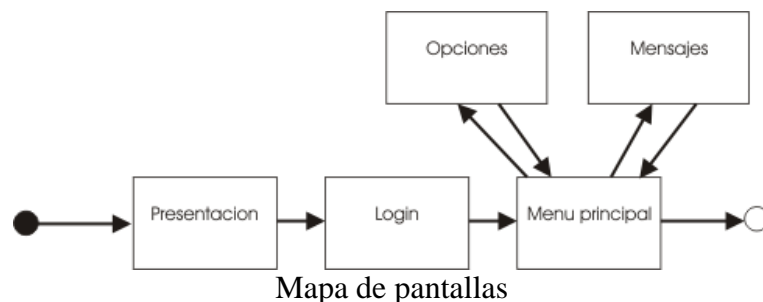 Opciones
Mensajes
Presentacion
Login
Menu principal
Mapa de pantallas